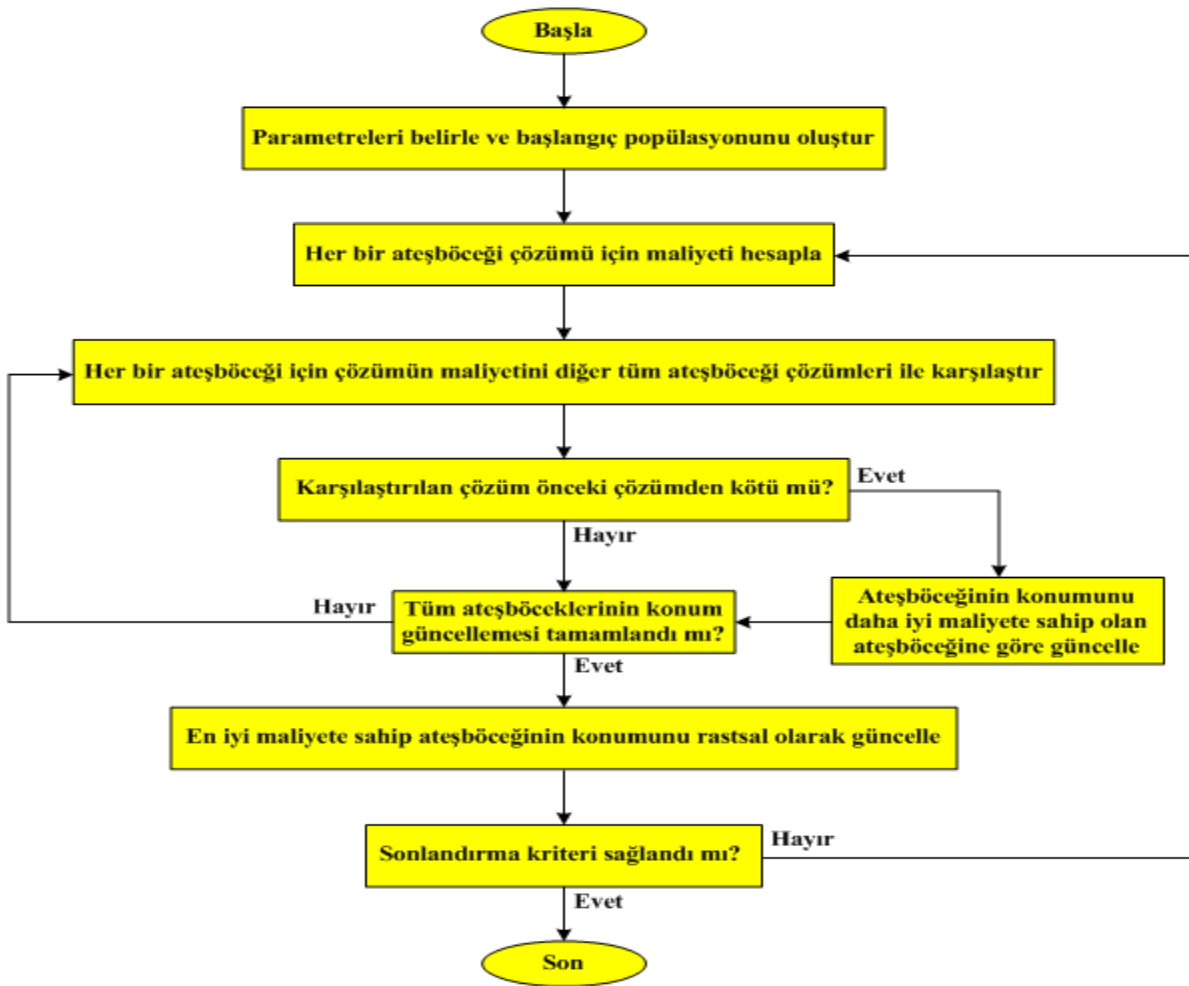 Başla
Parametreleri belirle ve başlangıç popülasyonunu oluştur
Her bir ateşböceği çözümü için maliyeti hesapla
Her bir ateşböceği için çözümün maliyetini diğer tüm ateşböceği çözümleri ile karşılaştır
Karşılaştırılan çözüm önceki çözümden kötü mü?
Evet
Hayır
Ateşböceğinin konumunu
daha iyi maliyete sahip olan
ateşböceğine göre güncelle
Tüm ateşböceklerinin konum
güncellemesi tamamlandı mı?
Hayır
Evet
En iyi maliyete sahip ateşböceğinin konumunu rastsal olarak güncelle
Sonlandırma kriteri sağlandı mı?
Hayır
Evet
Son